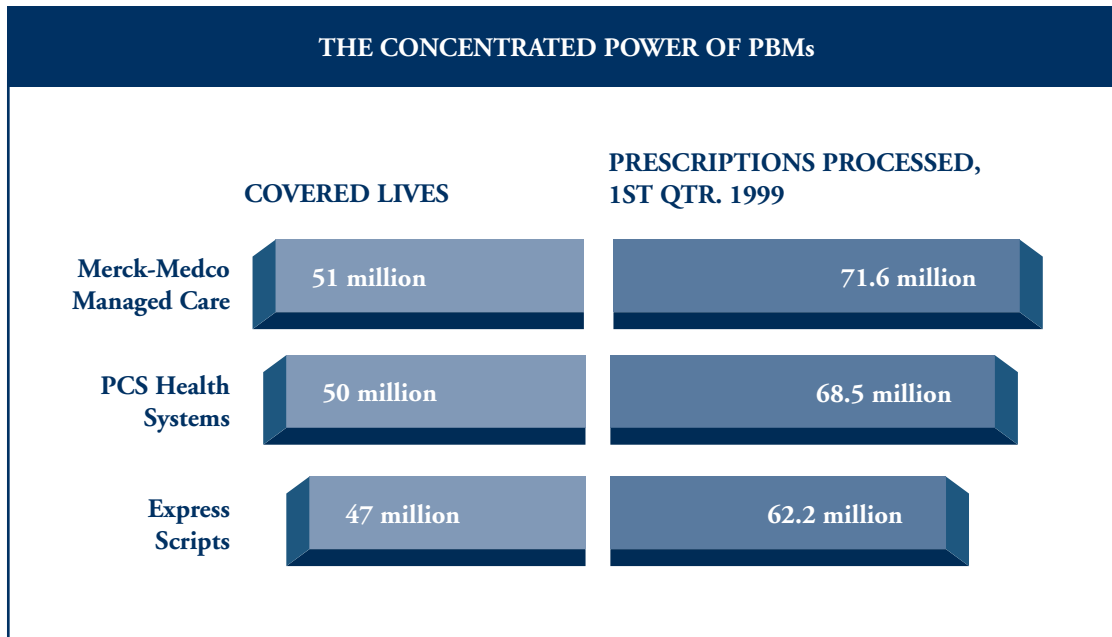 THE CONCENTRATED POWER OF PBMs
COVERED LIVES
PRESCRIPTIONS PROCESSED,
1ST QTR. 1999
Merck-Medco
Managed Care
51 million
71.6 million
PCS Health
Systems
50 million
68.5 million
Express
Scripts
47 million
62.2 million